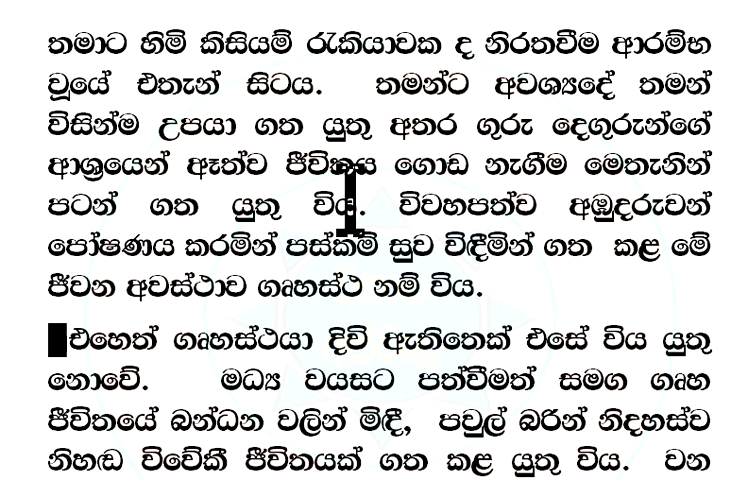 තමාට හිමි කිසියම් රැකියාවක ද නිරතවීම ආරම්භ
වූයේ එතැන් සිටය. තමන්ට අවශ්‍යදේ තමන්
විසින්ම උපයා ගත යුතු අතර ගුරු දෙගුරුන්ගේ
ආශ්‍රයෙන් ඈත්ව ජීවිතය ගොඩ නැගීම මෙතැනින්
පටන් ගත යුතු විය. විවහපත්ව අඹුදරුවන්
පෝෂණය කරමින් පස්කම් සුව විඳීමින් ගත කළ මේ
ජීවන අවස්ථාව ගෘහස්ථ නම් විය.
එහෙත් ගෘහස්ථයා දිවි ඇතිතෙක් එසේ විය යුතු
නොවේ. මධ්‍ය වයසට පත්වීමත් සමග ගෘහ
ජීවිතයේ බන්ධන වලින් මිඳී, පවුල් බරින් නිදහස්ව
නිහඬ විවේකී ජීවිතයක් ගත කළ යුතු විය. වන